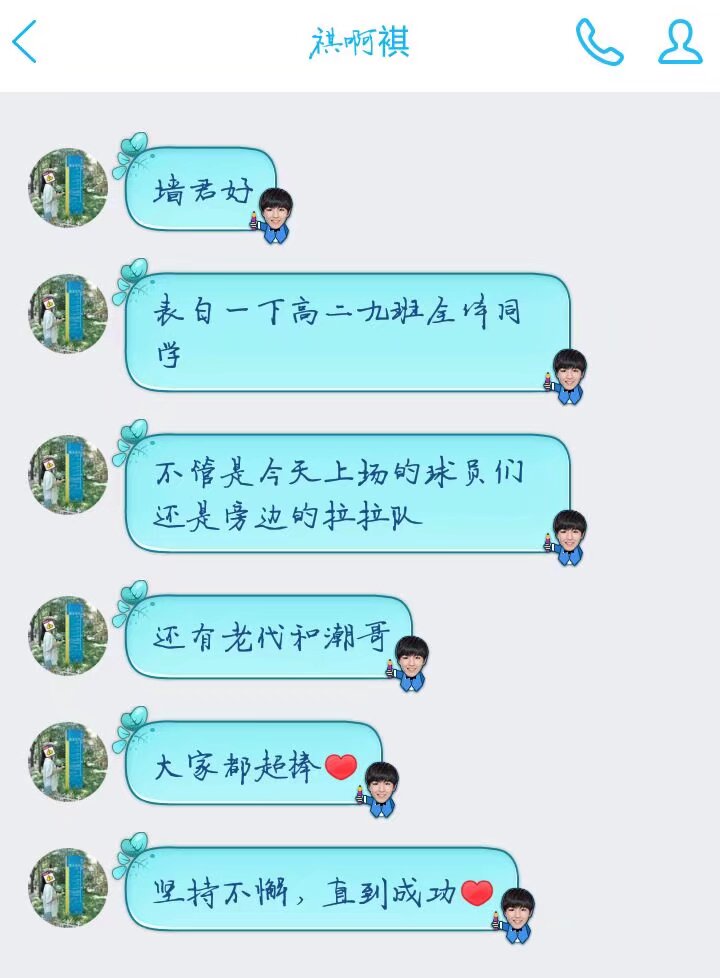 祺啊祺
墙君好
表白一下高二九班全体同
学
不管是今天上场的球员们
还是旁边的拉拉队
还有老代和潮哥
大家都超棒❤
坚持不懈，直到成功❤